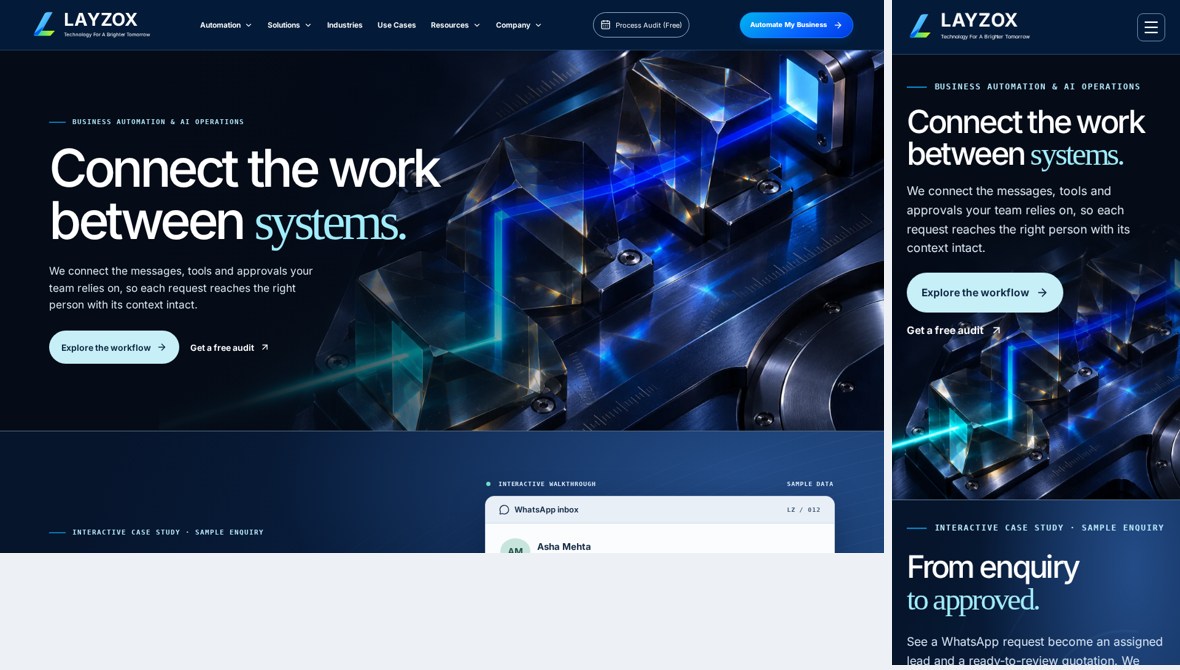 LAYZOX
Technology For A Brighter Tomorrow
Automation
Solutions
Industries
Use Cases
Resources
Company
Process Audit (Free)
Automate My Business
BUSINESS AUTOMATION & AI OPERATIONS
Connect the work
between systems.
We connect the messages, tools and approvals your
team relies on, so each request reaches the right
person with its context intact.
Explore the workflow
Get a free audit
INTERACTIVE WALKTHROUGH
SAMPLE DATA
WhatsApp inbox
LZ / 012
INTERACTIVE CASE STUDY · SAMPLE ENQUIRY
AM
Asha Mehta
LAYZOX
Technology For A Brighter Tomorrow
BUSINESS AUTOMATION & AI OPERATIONS
Connect the work
between systems.
We connect the messages, tools and
approvals your team relies on, so each
request reaches the right person with its
context intact.
Explore the workflow
Get a free audit
INTERACTIVE CASE STUDY · SAMPLE ENQUIRY
From enquiry
to approved.
See a WhatsApp request become an assigned
lead and a ready-to-review quotation. We